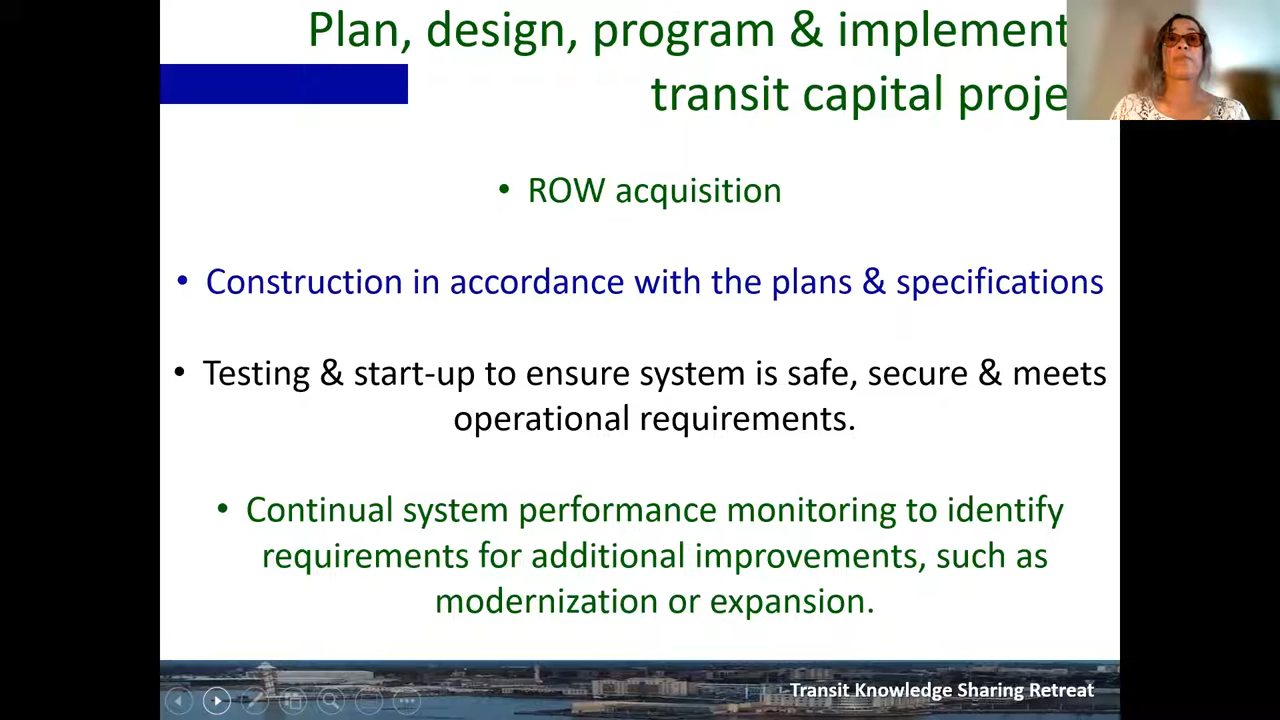 Plan, design, program & implement
transit capital proje
• ROW acquisition
• Construction in accordance with the plans & specifications
• Testing & start-up to ensure system is safe, secure & meets
operational requirements.
• Continual system performance monitoring to identify
requirements for additional improvements, such as
modernization or expansion.
Transit Knowledge Sharing Retreat